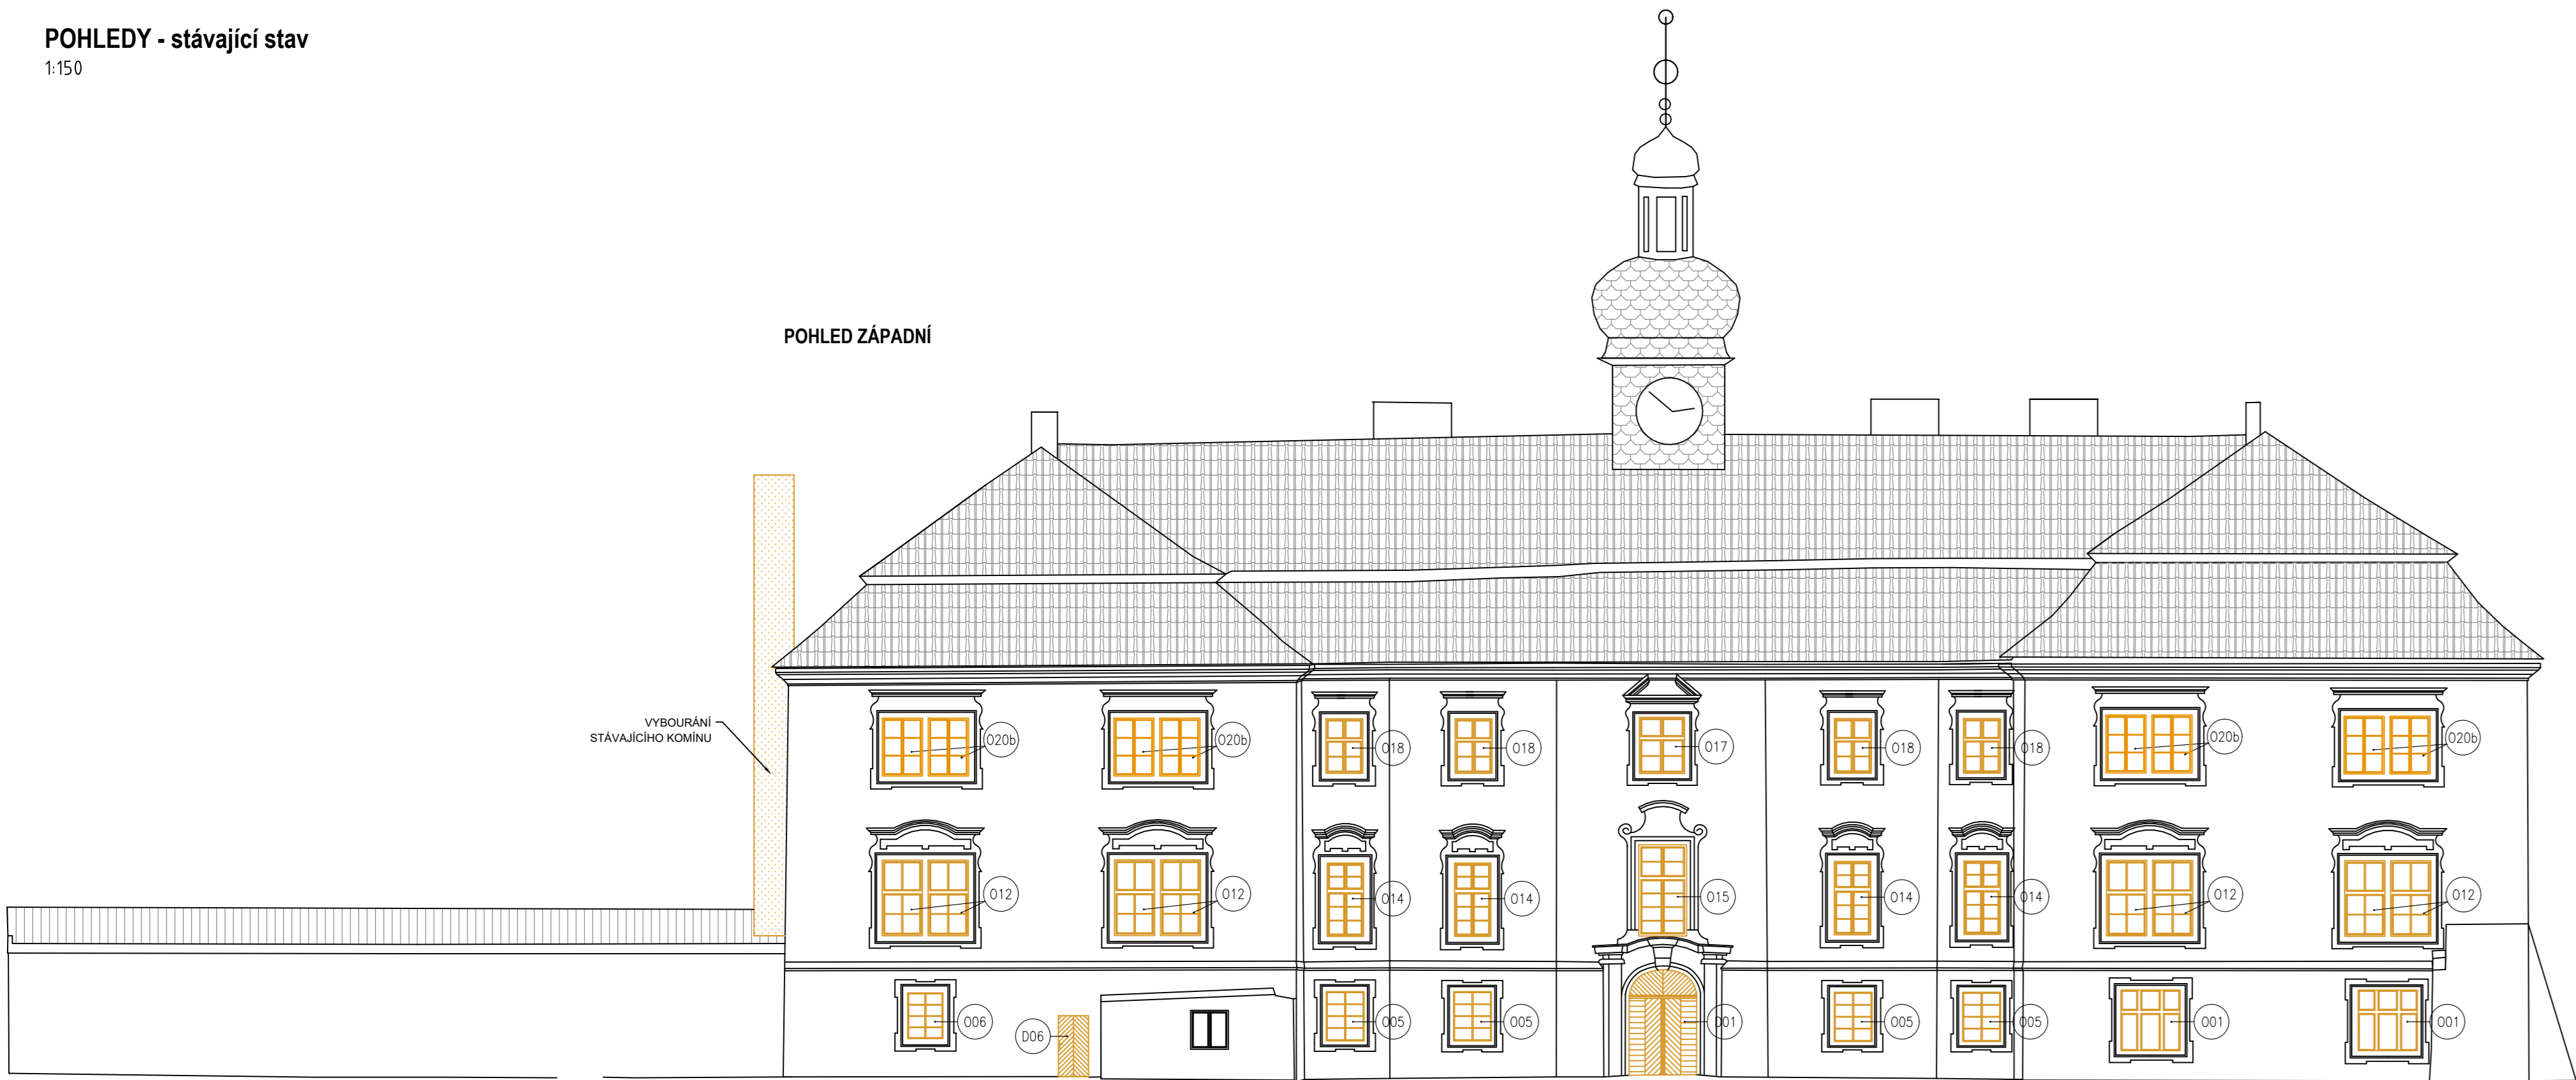 POHLEDY - stávající stav
1:150
POHLED ZÁPADNÍ
VYBOURÁNÍ
STÁVAJÍCÍHO KOMÍNU
020b 020b 018 018 017 018 018 020b 020b
012 012 014 014 015 014 014 012 012
006 D06 005 005 D01 005 005 001 001